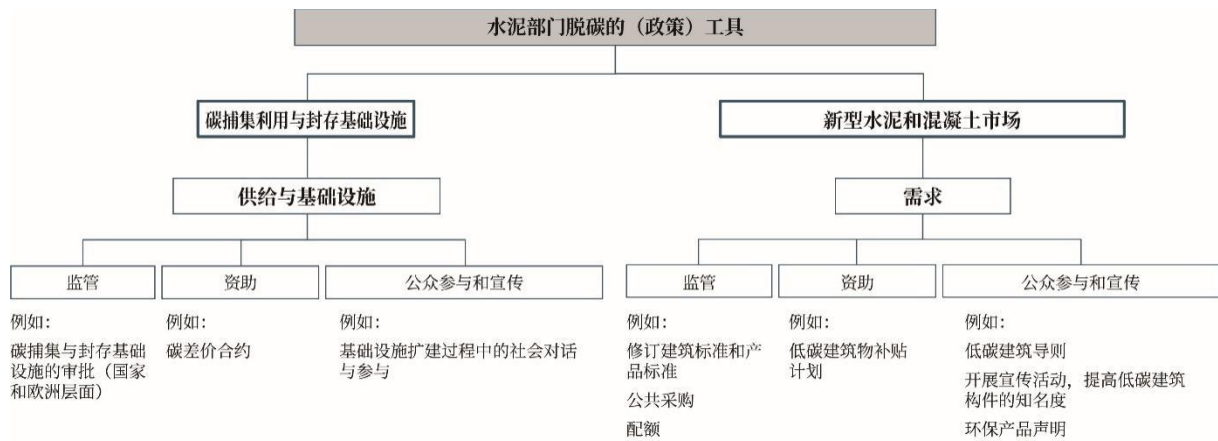 水泥部门脱碳的（政策）工具
碳捕集利用与封存基础设施
新型水泥和混凝土市场
供给与基础设施
需求
监管
资助
公众参与和宣传
监管
资助
公众参与和宣传
例如：
碳捕集与封存基础
设施的审批（国家
和欧洲层面）
例如：
碳差价合约
例如：
基础设施扩建过程中的社会对话
与参与
例如：
修订建筑标准和产
品标准
公共采购
配额
例如：
低碳建筑物补贴
计划
例如：
低碳建筑导则
开展宣传活动，提高低碳建筑
构件的知名度
环保产品声明